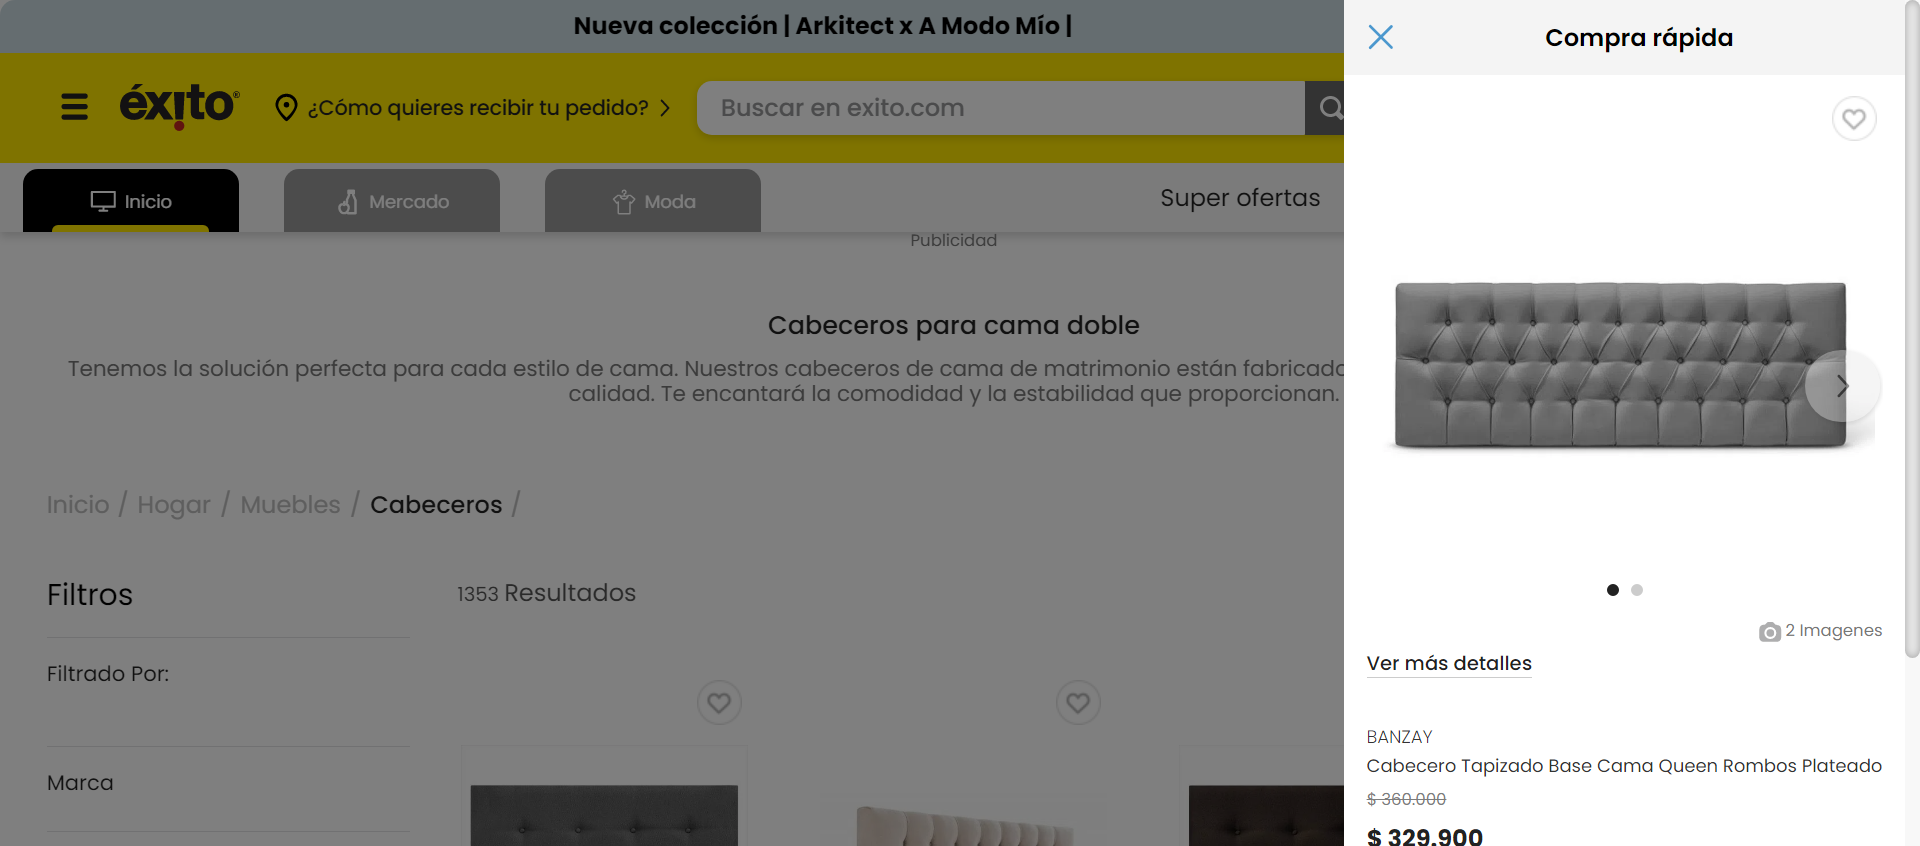 Nueva colección | Arkitect x A Modo Mío |
éxito®
¿Cómo quieres recibir tu pedido?
Buscar en exito.com
Inicio
Mercado
Moda
Super ofertas
Publicidad
Cabeceros para cama doble
Tenemos la solución perfecta para cada estilo de cama. Nuestros cabeceros de cama de matrimonio están fabricado
calidad. Te encantará la comodidad y la estabilidad que proporcionan.
Inicio / Hogar / Muebles / Cabeceros /
Filtros
1353 Resultados
Filtrado Por:
Marca
Compra rápida
2 Imagenes
Ver más detalles
BANZAY
Cabecero Tapizado Base Cama Queen Rombos Plateado
$ 360.000
$ 329.900